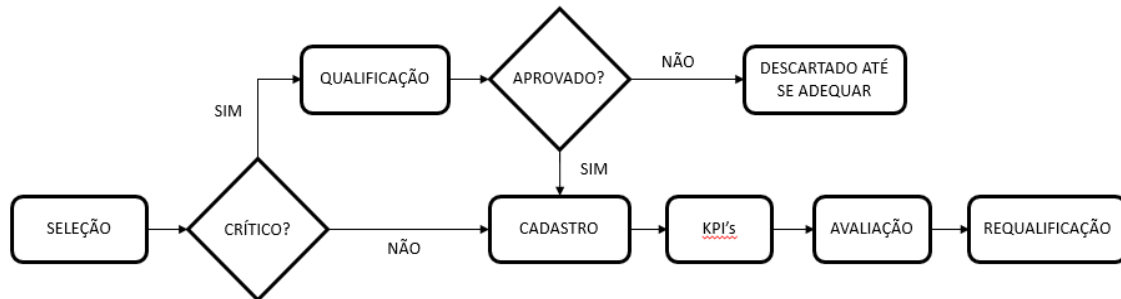 QUALIFICAÇÃO
APROVADO?
NÃO
DESCARTADO ATÉ
SE ADEQUAR
SIM
SIM
SELEÇÃO
CRÍTICO?
NÃO
CADASTRO
KPI's
AVALIAÇÃO
REQUALIFICAÇÃO